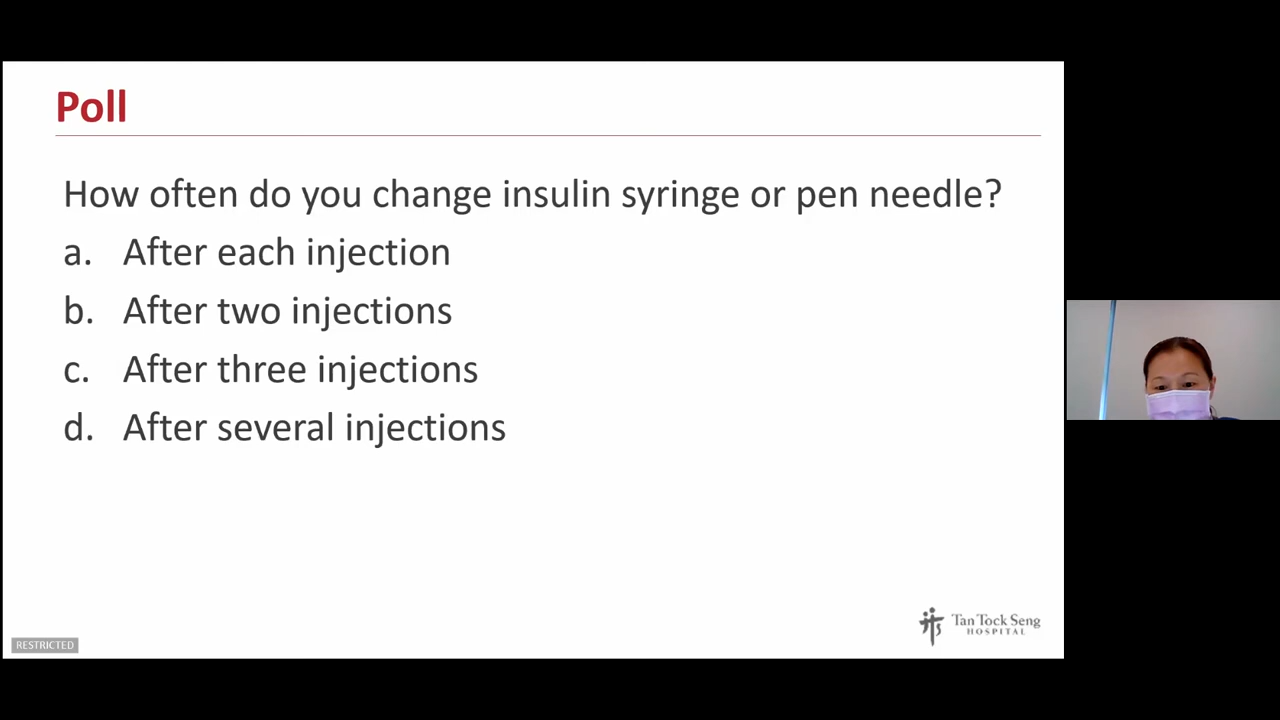 Poll
How often do you change insulin syringe or pen needle?
a. After each injection
b. After two injections
c. After three injections
d. After several injections
Tan Tock Seng
HOSPITAL
RESTRICTED